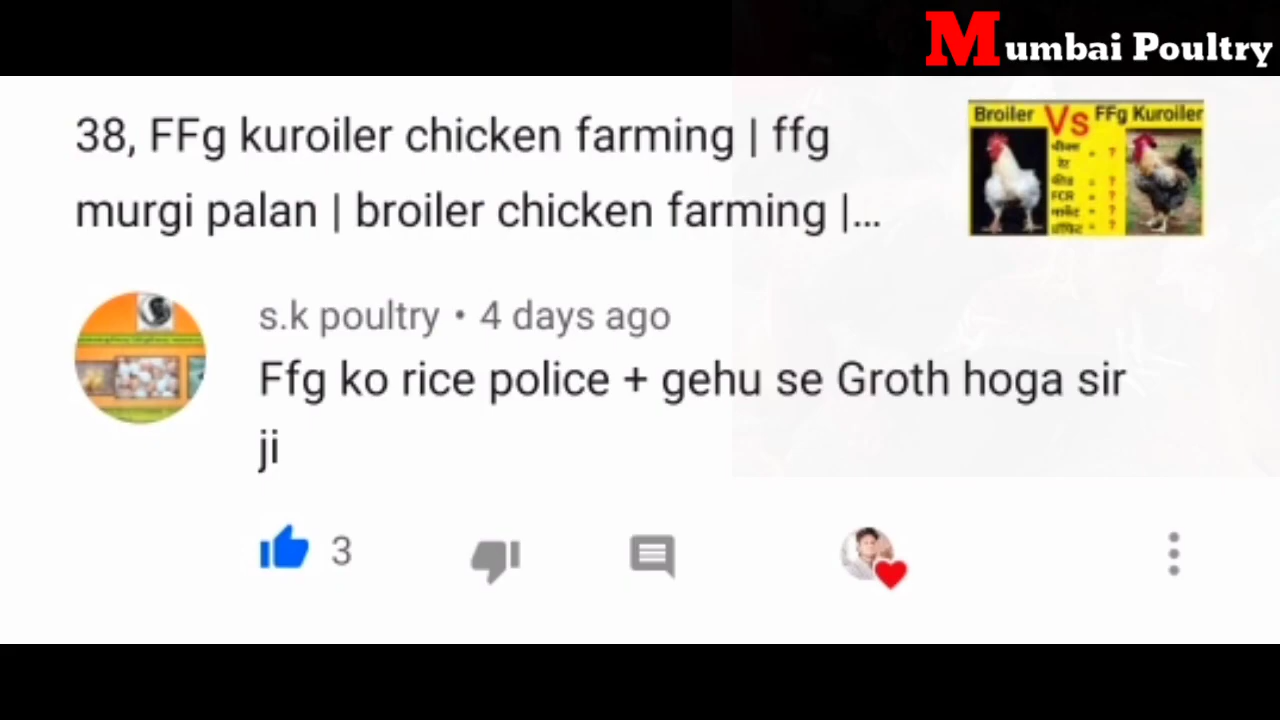 Mumbai Poultry
38, FFg kuroiler chicken farming | ffg
murgi palan | broiler chicken farming |...
Broiler Vs FFg Kuroiler
FCR = ?
s.k poultry • 4 days ago
Ffg ko rice police + gehu se Groth hoga sir
ji
3